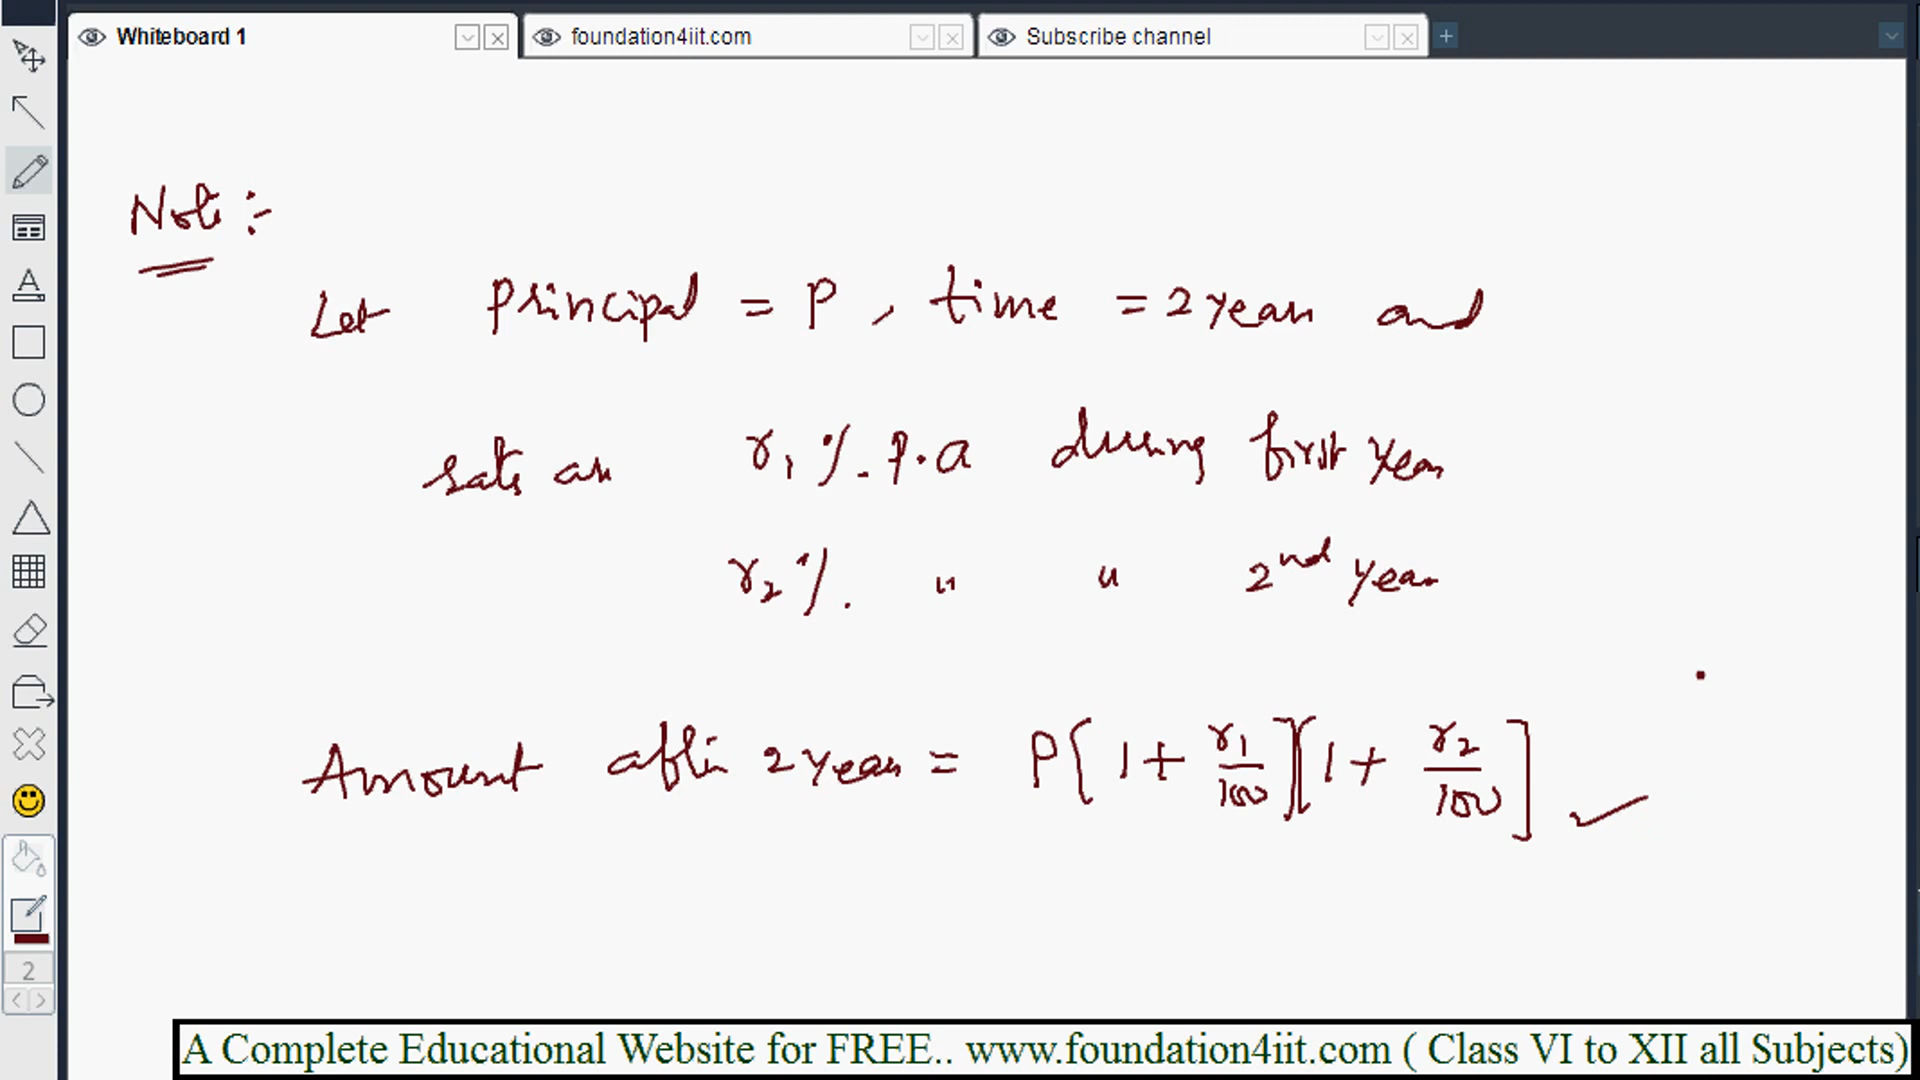 Whiteboard 1 foundation4iit.com Subscribe channel
Note :-
Let Principal = P , time = 2 years and
rate are r₁ % p.a during first year
r₂ % " " 2nd year
Amount after 2 years = P[1 + r₁/100][1 + r₂/100]
2
A Complete Educational Website for FREE.. www.foundation4iit.com ( Class VI to XII all Subjects)